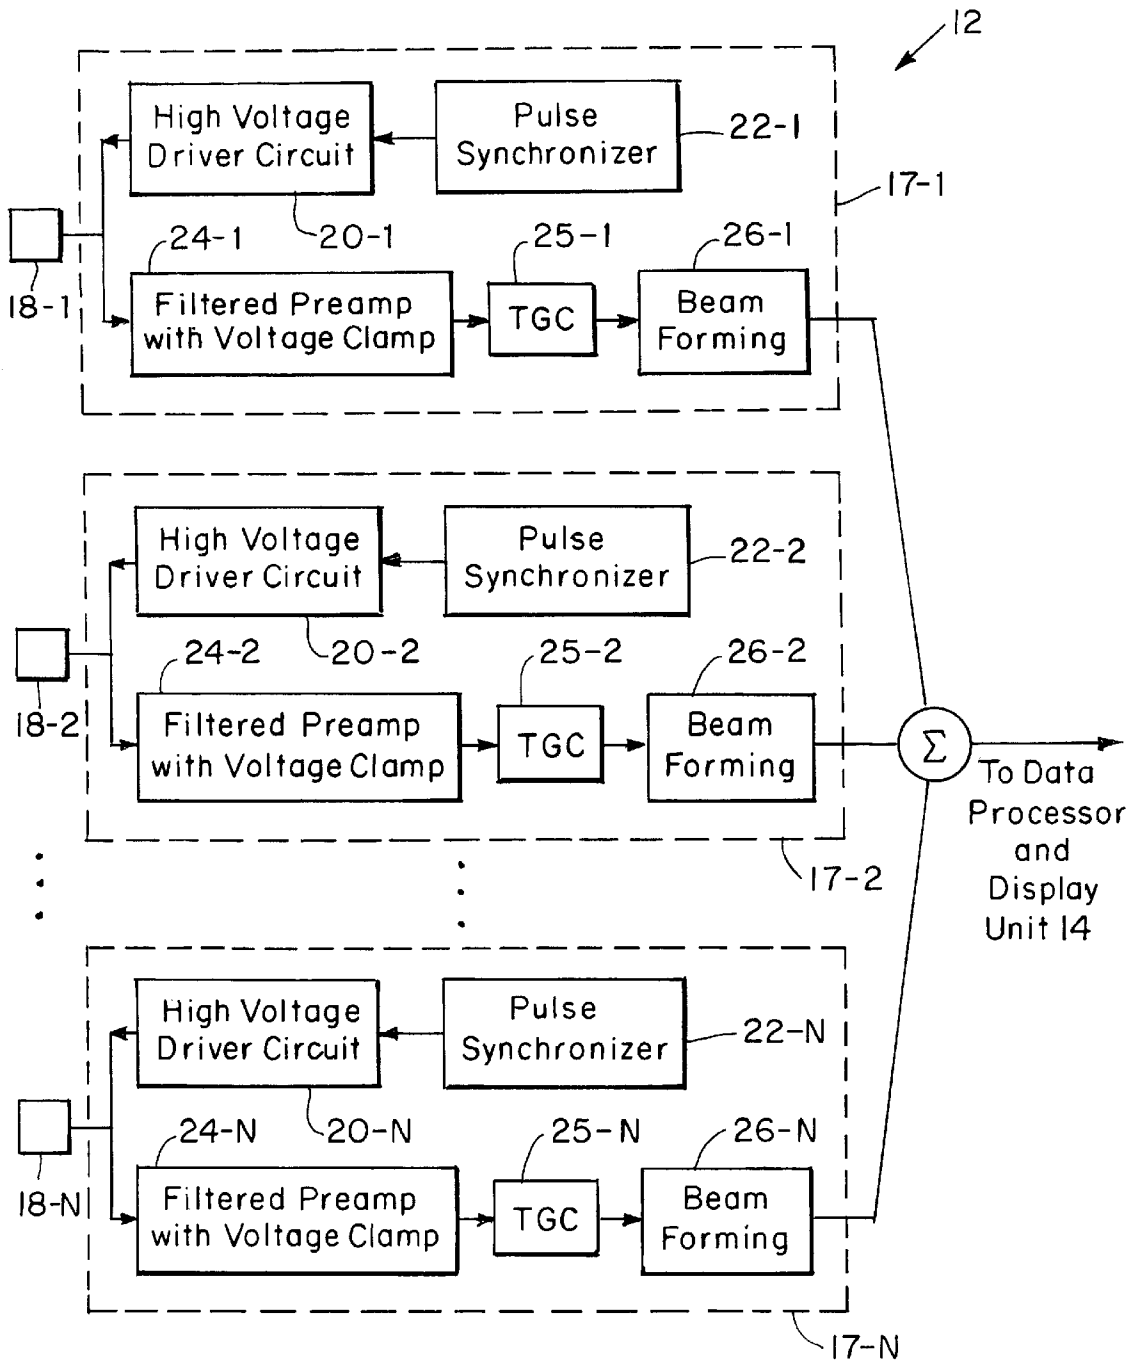 12
High Voltage
Driver Circuit
Pulse
Synchronizer
22-1
17-1
18-1
24-1
20-1
25-1
26-1
Filtered Preamp
with Voltage Clamp
TGC
Beam
Forming
High Voltage
Driver Circuit
Pulse
Synchronizer
22-2
18-2
24-2
20-2
25-2
26-2
Filtered Preamp
with Voltage Clamp
TGC
Beam
Forming
Σ
To Data
Processor
and
Display
Unit 14
17-2
High Voltage
Driver Circuit
Pulse
Synchronizer
22-N
18-N
24-N
20-N
25-N
26-N
Filtered Preamp
with Voltage Clamp
TGC
Beam
Forming
17-N